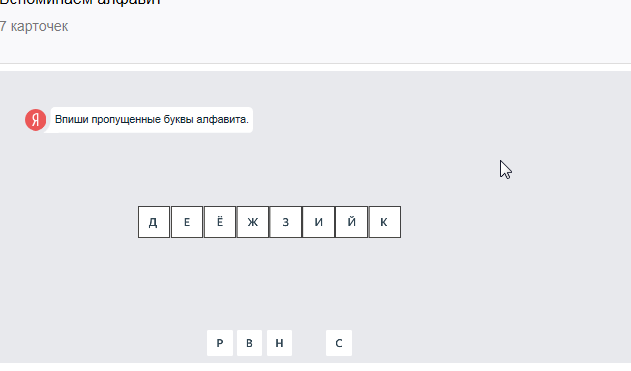 Вспоминаем алфавит
7 карточек
Я Впиши пропущенные буквы алфавита.
Д Е Ё Ж З И Й К
Р В Н С